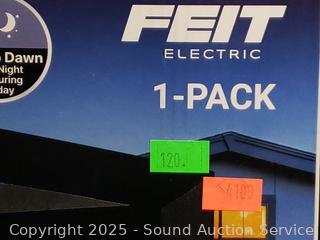 FEIT
ELECTRIC
Dawn
Night
uring
day
1-PACK
120
4100
Copyright 2025 - Sound Auction Service